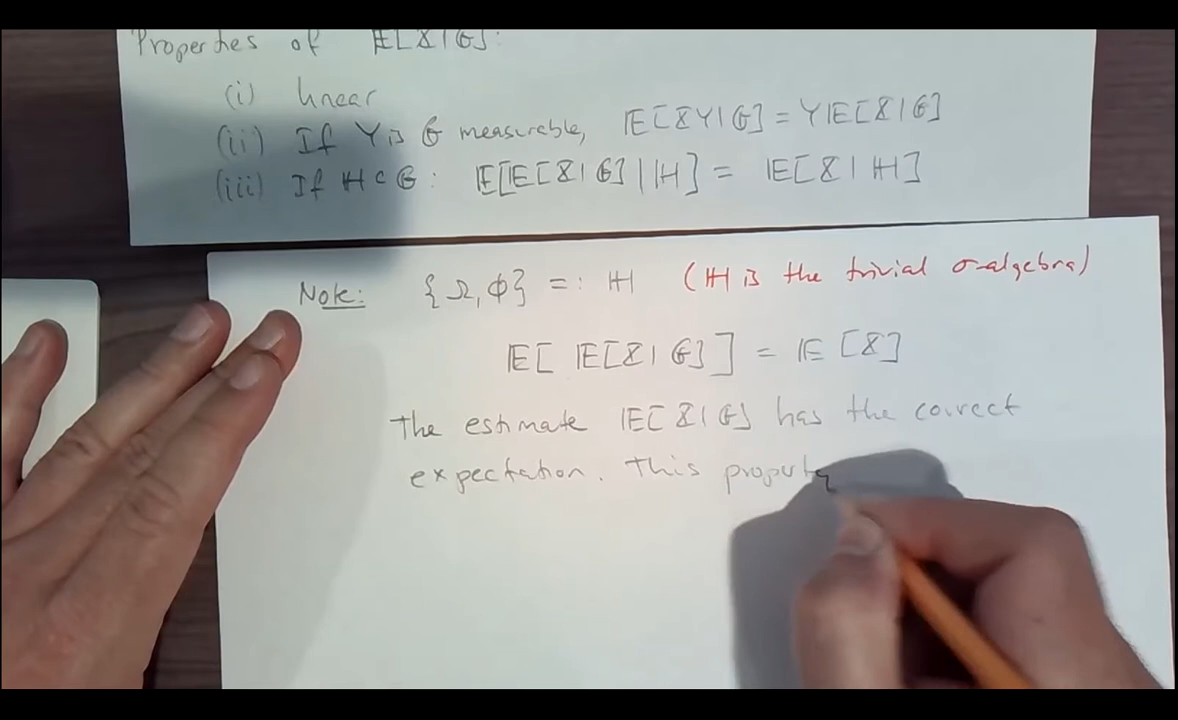 Properties of 𝔼[X|𝔾]:
(i) linear
(ii) If Y is 𝔾 measurable, 𝔼[XY|𝔾] = Y𝔼[X|𝔾]
(iii) If ℍ ⊂ 𝔾: 𝔼[𝔼[X|𝔾]|ℍ] = 𝔼[X|ℍ]
Note: {Ω, ϕ} =: ℍ (ℍ is the trivial σ-algebra)
𝔼[ 𝔼[X|𝔾] ] = 𝔼[X]
The estimate 𝔼[X|𝔾] has the correct
expectation. This property